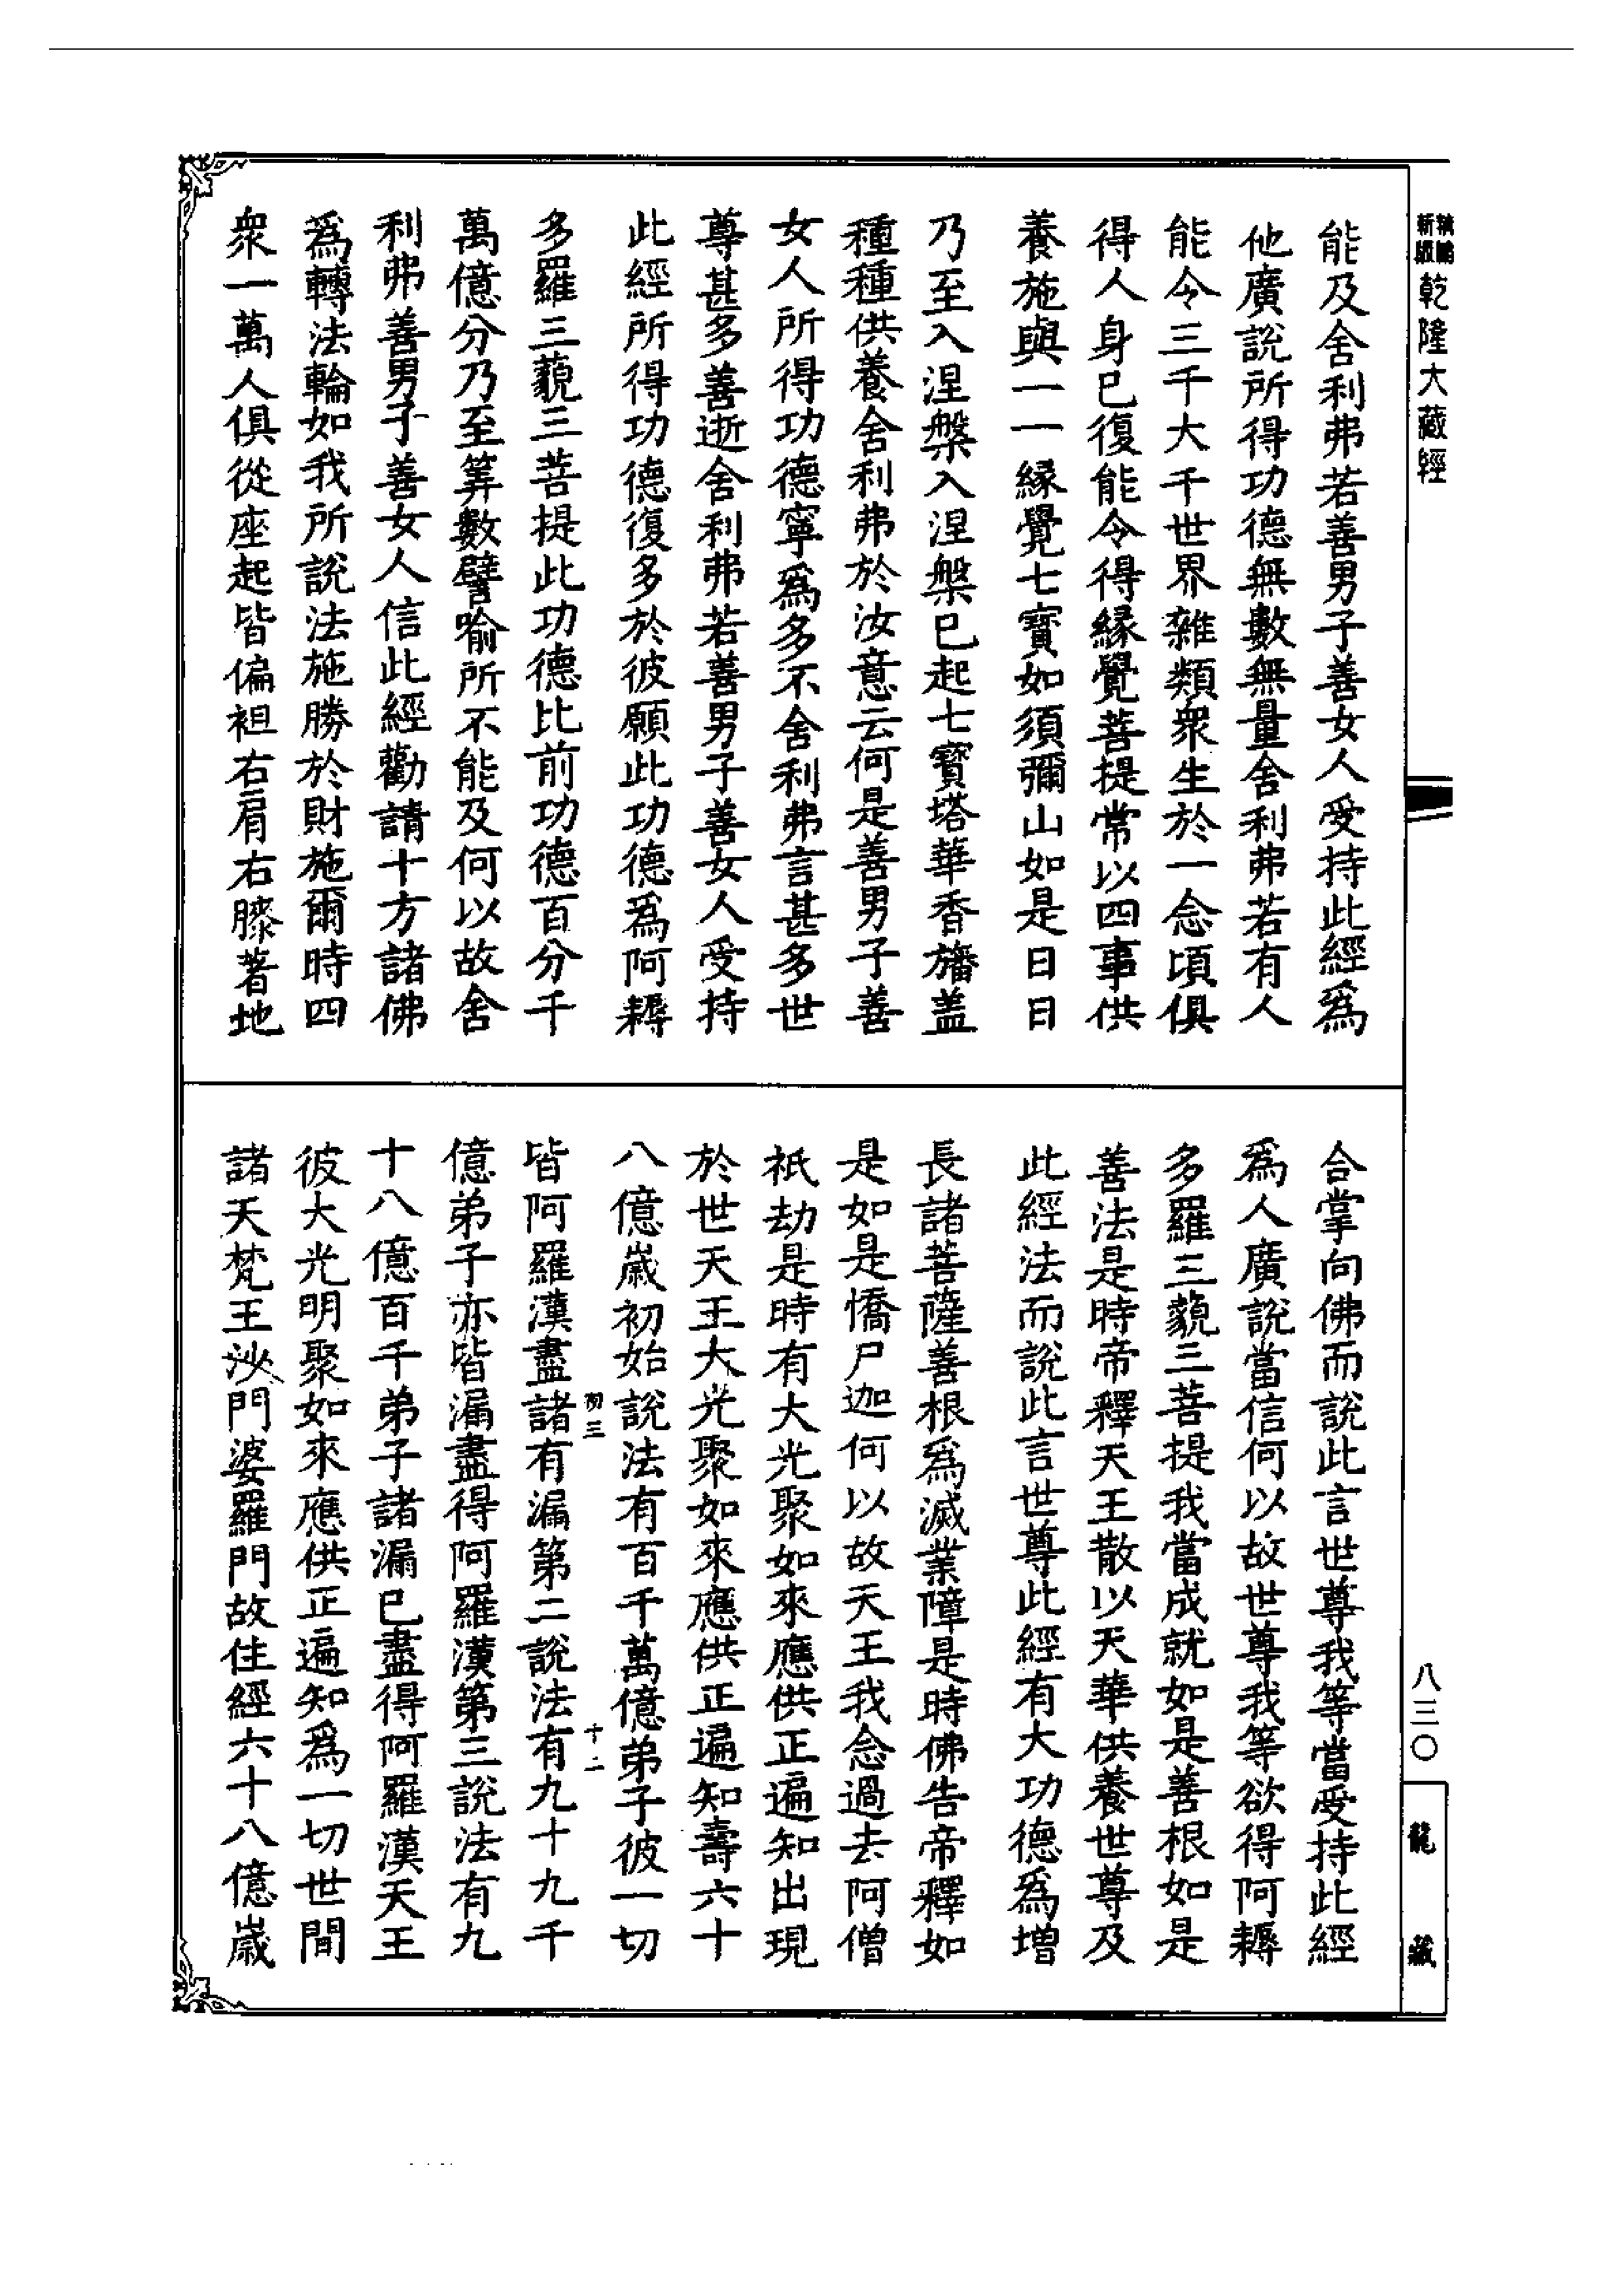 新版
精編
乾隆大藏經
能及舍利弗若善男子善女人受持此經爲
他廣說所得功德無數無量舍利弗若有人
能令三千大千世界雜類衆生於一念頃俱
得人身已復能令得緣覺菩提常以四事供
養施與一一緣覺七寶如須彌山如是日日
乃至入涅槃入涅槃已起七寶塔華香旛盖
種種供養舍利弗於汝意云何是善男子善
女人所得功德寧爲多不舍利弗言甚多世
尊甚多善逝舍利弗若善男子善女人受持
此經所得功德復多於彼願此功德爲阿耨
多羅三藐三菩提此功德比前功德百分千
萬億分乃至筭數譬喻所不能及何以故舍
利弗善男子善女人信此經勸請十方諸佛
爲轉法輪如我所說法施勝於財施爾時四
衆一萬人俱從座起皆偏袒右肩右膝著地
合掌向佛而說此言世尊我等當受持此經
爲人廣說當信何以故世尊我等欲得阿耨
多羅三藐三菩提我當成就如是善根如是
善法是時帝釋天王散以天華供養世尊及
此經法而說此言世尊此經有大功德爲增
長諸菩薩善根爲滅業障是時佛告帝釋如
是如是憍尸迦何以故天王我念過去阿僧
祇劫是時有大光聚如來應供正遍知出現
於世天王大光聚如來應供正遍知壽六十
八億歲初始說法有百千萬億弟子彼一切
皆阿羅漢盡諸有漏第二說法有九十九千
億弟子亦皆漏盡得阿羅漢第三說法有九
十八億百千弟子諸漏已盡得阿羅漢天王
彼大光明聚如來應供正遍知爲一切世間
諸天梵王沙門婆羅門故住經六十八億歲
十二
八三〇
龍藏